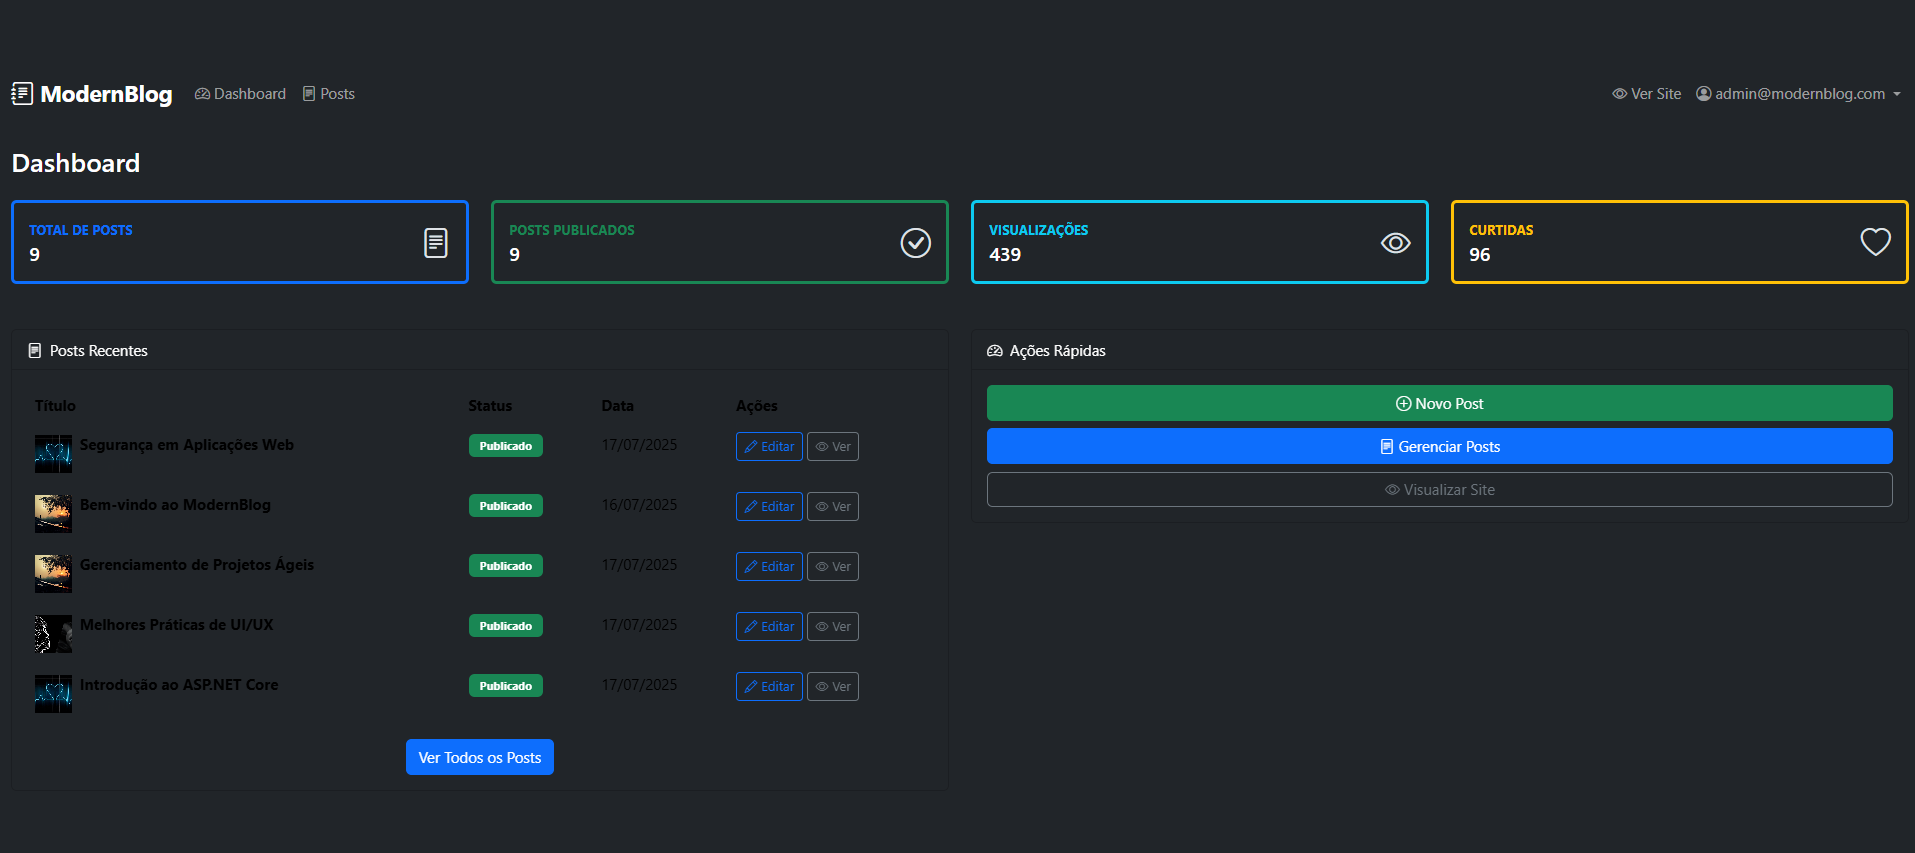 ModernBlog Dashboard Posts Ver Site admin@modernblog.com
Dashboard
TOTAL DE POSTS
9
POSTS PUBLICADOS
9
VISUALIZAÇÕES
439
CURTIDAS
96
Posts Recentes
Título Status Data Ações
Segurança em Aplicações Web Publicado 17/07/2025 Editar Ver
Bem-vindo ao ModernBlog Publicado 16/07/2025 Editar Ver
Gerenciamento de Projetos Ágeis Publicado 17/07/2025 Editar Ver
Melhores Práticas de UI/UX Publicado 17/07/2025 Editar Ver
Introdução ao ASP.NET Core Publicado 17/07/2025 Editar Ver
Ver Todos os Posts
Ações Rápidas
Novo Post
Gerenciar Posts
Visualizar Site